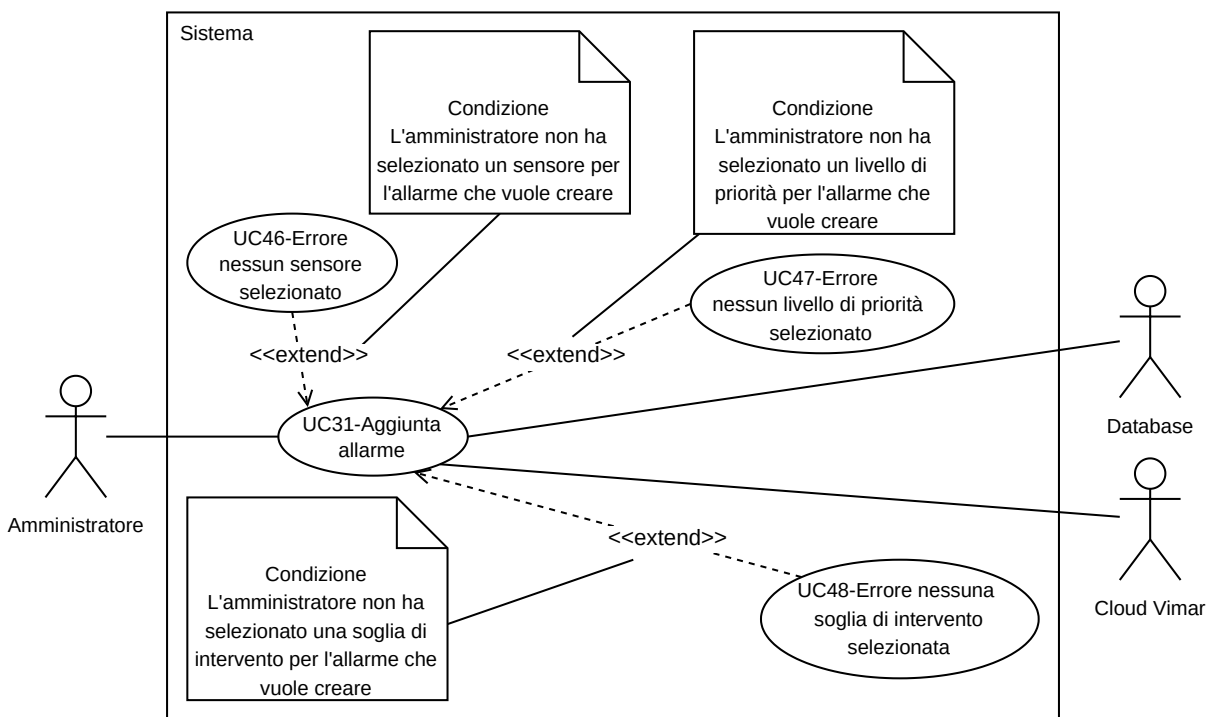 Sistema
Condizione
L'amministratore non ha
selezionato un sensore per
l'allarme che vuole creare
Condizione
L'amministratore non ha
selezionato un livello di
priorità per l'allarme che
vuole creare
UC46-Errore
nessun sensore
selezionato
UC47-Errore
nessun livello di priorità
selezionato
<<extend>>
<<extend>>
UC31-Aggiunta
allarme
Database
Amministratore
<<extend>>
Condizione
L'amministratore non ha
selezionato una soglia di
intervento per l'allarme che
vuole creare
UC48-Errore nessuna
soglia di intervento
selezionata
Cloud Vimar